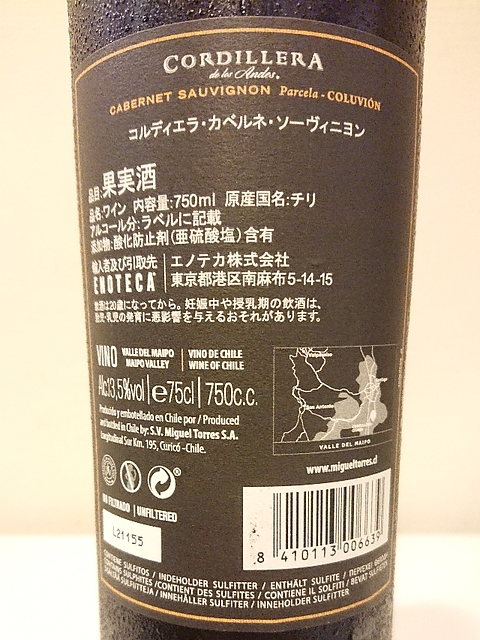 CORDILLERA
de los Andes®
CABERNET SAUVIGNON Parcela - COLUVIÓN
コルディエラ・カベルネ・ソーヴィニヨン
品目:果実酒
品名:ワイン 内容量:750ml 原産国名:チリ
アルコール分:ラベルに記載
添加物:酸化防止剤(亜硫酸塩)含有
輸入者及び引取先 エノテカ株式会社
ENOTECA 東京都港区南麻布5-14-15
飲酒は20歳になってから。妊娠中や授乳期の飲酒は、
胎児・乳児の発育に悪影響を与えるおそれがあります。
VINO VALLE DEL MAIPO VINO DE CHILE
MAIPO VALLEY WINE OF CHILE
Alc.13,5%vol e75cl 750c.c.
Producido y embotellado en Chile por / Produced
and bottled in Chile by: S.V. Miguel Torres S.A.
Longitudinal Sur Km. 195, Curicó - Chile.
Valparaiso
San Antonio
VALLE DEL MAIPO
www.migueltorres.cl
NO FILTRADO UNFILTERED
L21155
8 410113 006639
CONTIENE SULFITOS / INDEHOLDER SULFITTER / ENTHÄLT SULFITE / ΠΕΡΙΕΧΕΙ
CONTAINS SULPHITES / CONTIENT DES SULFITES / CONTIENE IL SOLFITI / BEVAT SULFIETEN
SULFITTEJA / INNEHÅLLER SULFITER / INNEHOLDER SULFITTER